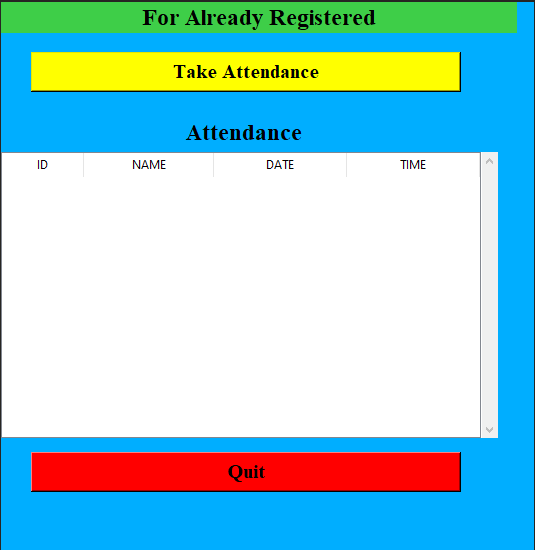 For Already Registered
Take Attendance
Attendance
ID NAME DATE TIME
Quit